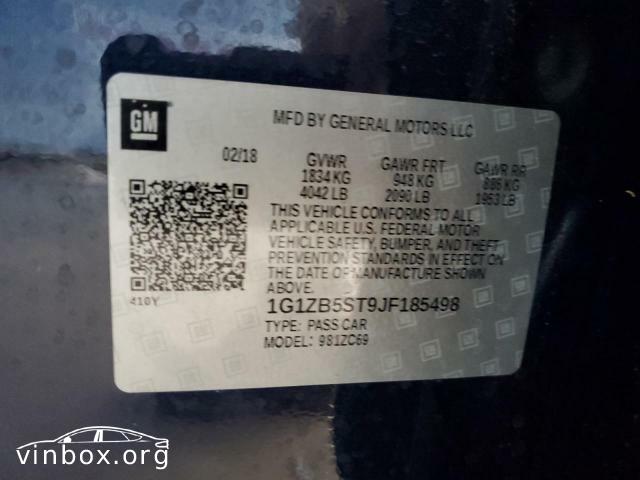 GM
MFD BY GENERAL MOTORS LLC
02/18
GVWR GAWR FRT GAWR RR
1834 KG 948 KG 886 KG
4042 LB 2090 LB 1953 LB
THIS VEHICLE CONFORMS TO ALL
APPLICABLE U.S. FEDERAL MOTOR
VEHICLE SAFETY, BUMPER, AND THEFT
PREVENTION STANDARDS IN EFFECT ON
THE DATE OF MANUFACTURE SHOWN
ABOVE.
410Y
1G1ZB5ST9JF185498
TYPE: PASS CAR
MODEL: 981ZC69
vinbox.org